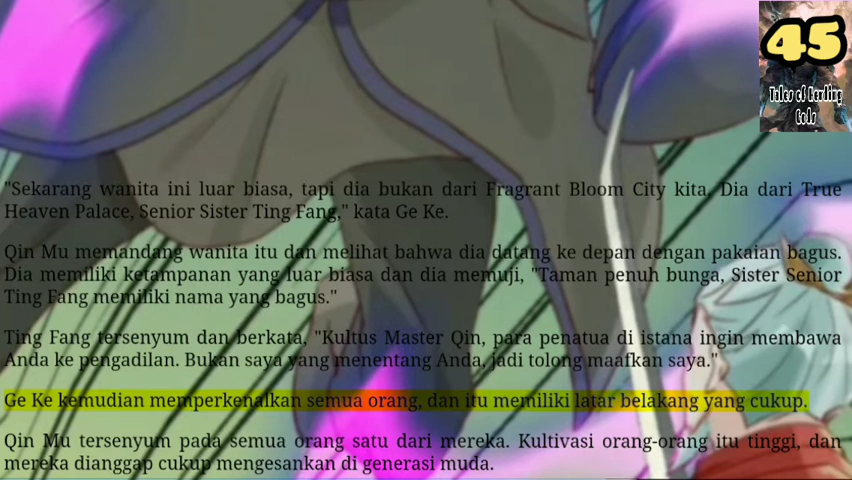 45
Tales of Herding
Gods
"Sekarang wanita ini luar biasa, tapi dia bukan dari Fragrant Bloom City kita. Dia dari True
Heaven Palace, Senior Sister Ting Fang," kata Ge Ke.
Qin Mu memandang wanita itu dan melihat bahwa dia datang ke depan dengan pakaian bagus.
Dia memiliki ketampanan yang luar biasa dan dia memuji, "Taman penuh bunga, Sister Senior
Ting Fang memiliki nama yang bagus."
Ting Fang tersenyum dan berkata, "Kultus Master Qin, para penatua di istana ingin membawa
Anda ke pengadilan. Bukan saya yang menentang Anda, jadi tolong maafkan saya."
Ge Ke kemudian memperkenalkan semua orang, dan itu memiliki latar belakang yang cukup.
Qin Mu tersenyum pada semua orang satu dari mereka. Kultivasi orang-orang itu tinggi, dan
mereka dianggap cukup mengesankan di generasi muda.